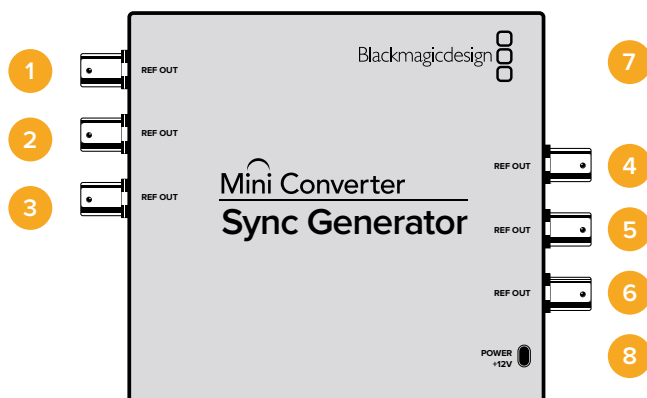 Blackmagicdesign
1
REF OUT
7
2
REF OUT
REF OUT
4
3
REF OUT
Mini Converter
Sync Generator
REF OUT
5
REF OUT
6
POWER
+12V
8